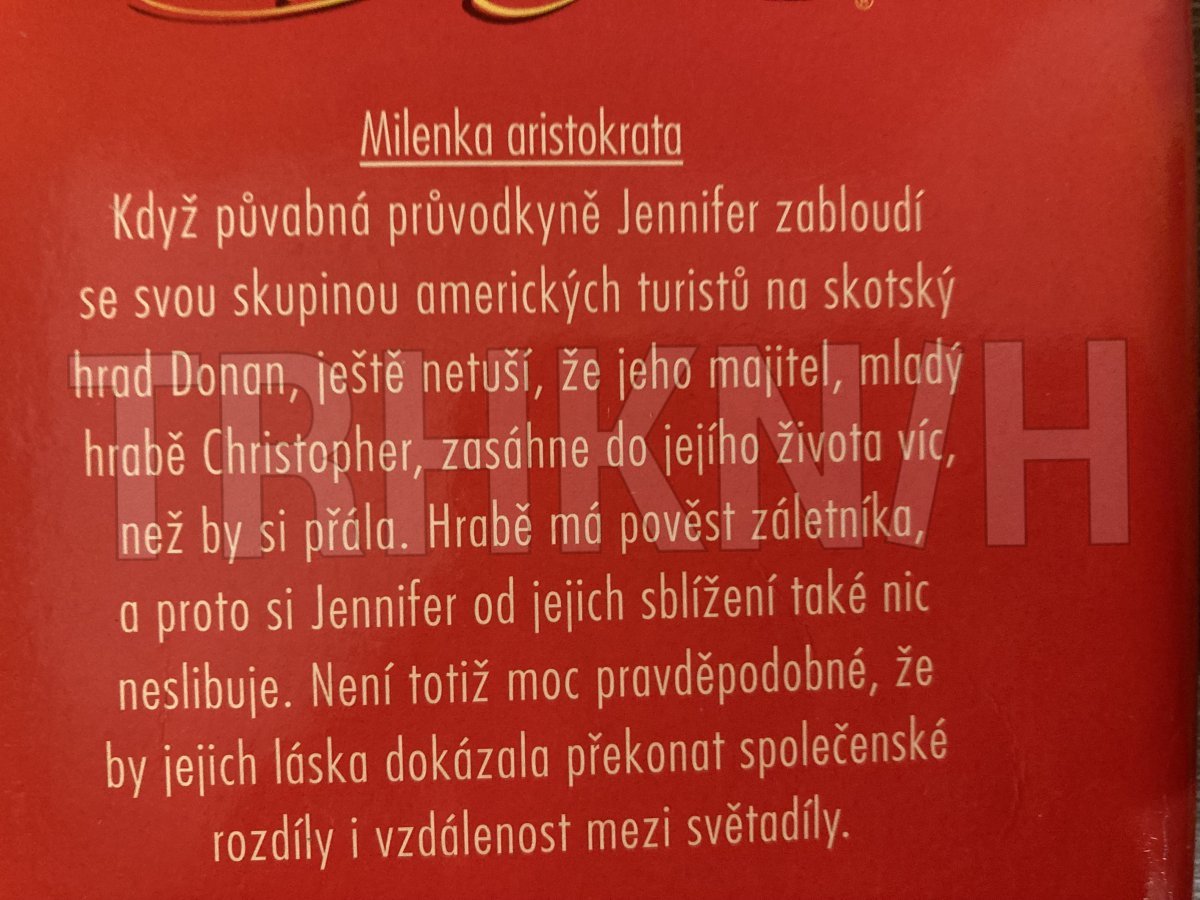 Milenka aristokrata
Když půvabná průvodkyně Jennifer zabloudí
se svou skupinou amerických turistů na skotský
hrad Donan, ještě netuší, že jeho majitel, mladý
hrabě Christopher, zasáhne do jejího života víc,
než by si přála. Hrabě má pověst záletníka,
a proto si Jennifer od jejich sblížení také nic
neslibuje. Není totiž moc pravděpodobné, že
by jejich láska dokázala překonat společenské
rozdíly i vzdálenost mezi světadíly.
TRHKNIH